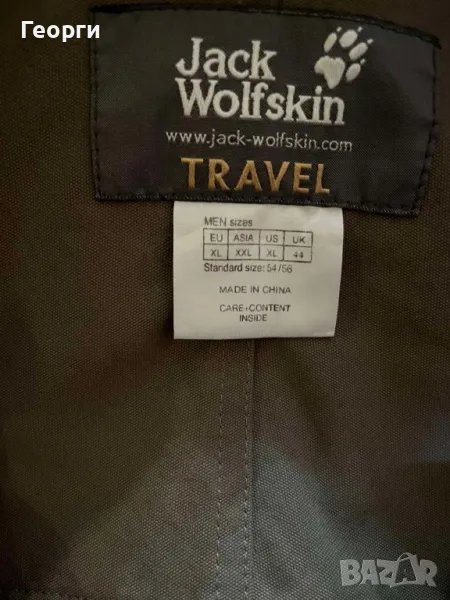 Георги
Jack
Wolfskin
www.jack-wolfskin.com
TRAVEL
MEN sizes
EU ASIA US UK
XL XXL XL 44
Standard size: 54/56
MADE IN CHINA
CARE+CONTENT
INSIDE
BAZAR